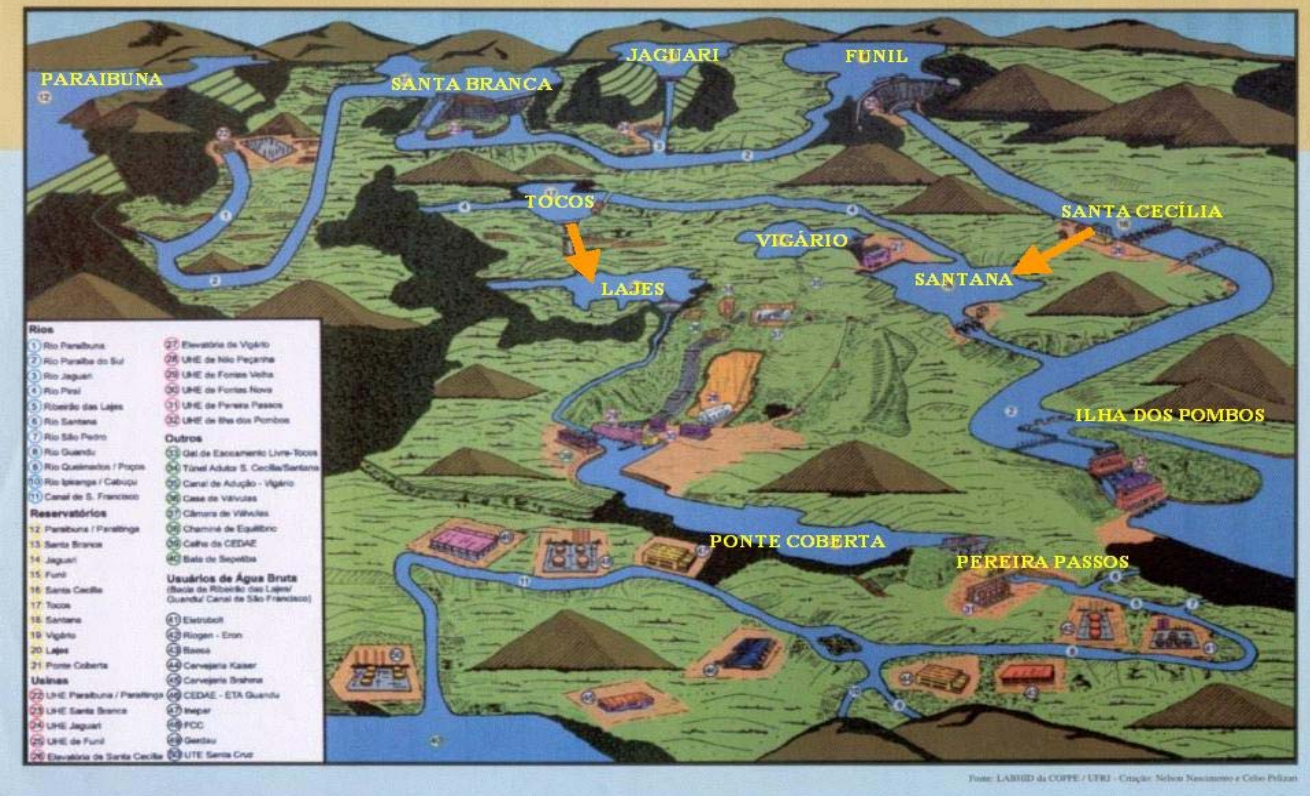 PARAIBUNA
SANTA BRANCA
JAGUARI
FUNIL
TOCOS
VIGÁRIO
SANTA CECÍLIA
SANTANA
LAJES
ILHA DOS POMBOS
PONTE COBERTA
PEREIRA PASSOS
Rios
1 Rio Paraibuna
2 Rio Paraíba do Sul
3 Rio Jaguari
4 Rio Piraí
5 Ribeirão das Lajes
6 Rio Santana
7 Rio São Pedro
8 Rio Guandu
Rio Queimados / Poços
10 Rio Ipiranga / Cabuçu
11 Canal de S. Francisco
Reservatórios
12 Paraibuna / Paraitinga
13 Santa Branca
14 Jaguari
15 Funil
16 Santa Cecília
17 Tocos
18 Santana
19 Vigário
20 Lajes
21 Ponte Coberta
Usinas
22 UHE Paraibuna / Paraitinga
23 UHE Santa Branca
24 UHE Jaguari
25 UHE de Funil
26 Elevatória de Santa Cecília
27 Elevatória de Vigário
28 UHE de Nilo Peçanha
29 UHE de Fontes Velha
30 UHE de Fontes Nova
31 UHE de Pereira Passos
32 UHE de Ilha dos Pombos
Outros
33 Gal. de Escoamento Livre-Tocos
34 Túnel Adutor S. Cecília/Santana
35 Canal de Adução - Vigário
36 Casa de Válvulas
37 Câmara de Válvulas
38 Chaminé de Equilíbrio
39 Calha da CEDAE
40 Baía de Sepetiba
Usuários de Água Bruta
(Bacia de Ribeirão das Lajes/
Guandu/ Canal de São Francisco)
41 Eletrobolt
42 Riogen - Eron
43
44 Cervejaria Kaiser
45 Cervejaria Brahma
46 CEDAE - ETA Guandu
47 Inepar
48 FCC
49 Gerdau
50 UTE Santa Cruz
Fonte: LABHID da COPPE / UFRJ - Criação: Nelson Nascimento e Celso Pelizari